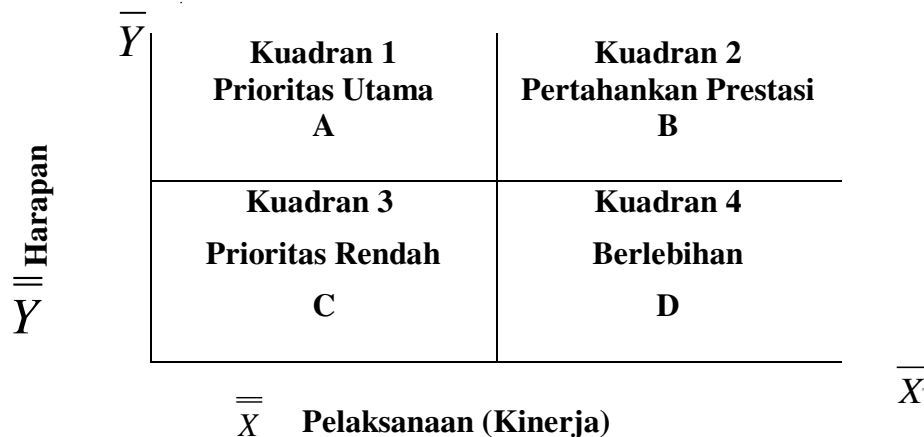 Y̅
Kuadran 1
Prioritas Utama
A
Kuadran 2
Pertahankan Prestasi
B
Harapan
Y̿
Kuadran 3
Prioritas Rendah
C
Kuadran 4
Berlebihan
D
X̅
X̿ Pelaksanaan (Kinerja)